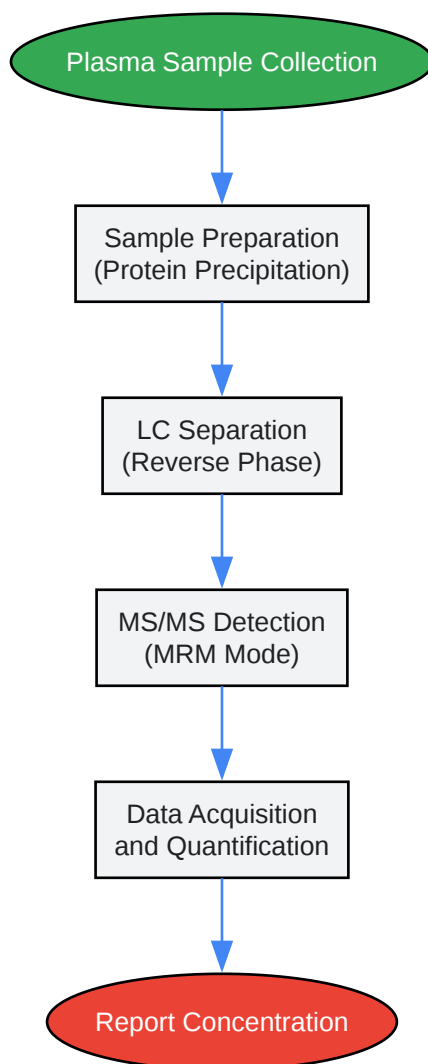 Plasma Sample Collection
Sample Preparation
(Protein Precipitation)
LC Separation
(Reverse Phase)
MS/MS Detection
(MRM Mode)
Data Acquisition
and Quantification
Report Concentration